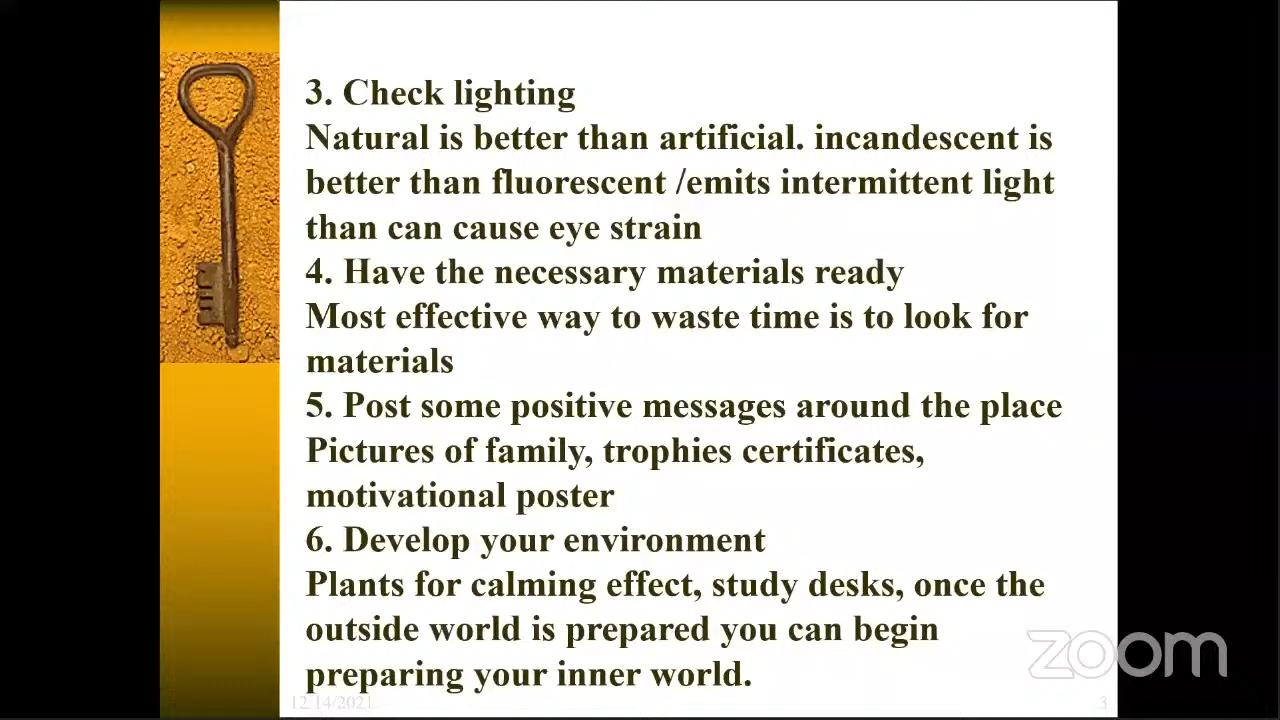 3. Check lighting
Natural is better than artificial. incandescent is
better than fluorescent /emits intermittent light
than can cause eye strain
4. Have the necessary materials ready
Most effective way to waste time is to look for
materials
5. Post some positive messages around the place
Pictures of family, trophies certificates,
motivational poster
6. Develop your environment
Plants for calming effect, study desks, once the
outside world is prepared you can begin
preparing your inner world.
zoom
12/14/2021
3